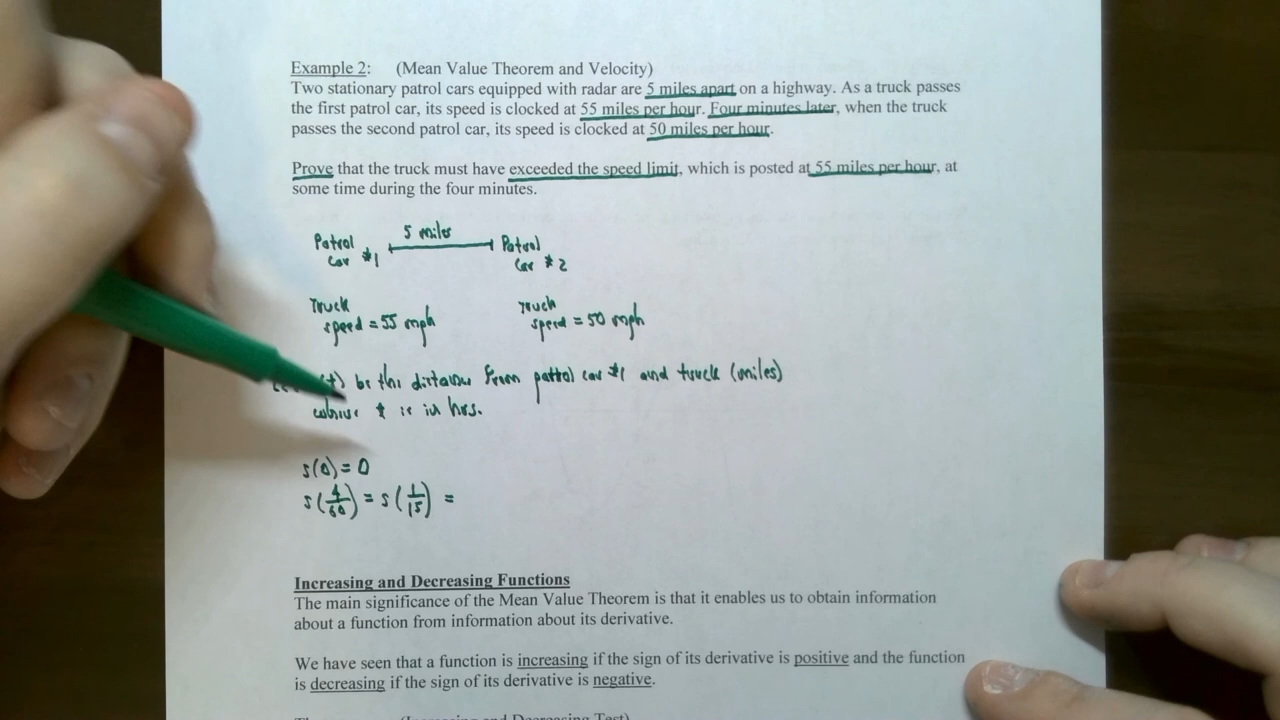 Example 2: (Mean Value Theorem and Velocity)
Two stationary patrol cars equipped with radar are 5 miles apart on a highway. As a truck passes
the first patrol car, its speed is clocked at 55 miles per hour. Four minutes later, when the truck
passes the second patrol car, its speed is clocked at 50 miles per hour.
Prove that the truck must have exceeded the speed limit, which is posted at 55 miles per hour, at
some time during the four minutes.
5 miles
Patrol car #1 Patrol car #2
Truck speed = 55 mph Truck speed = 50 mph
(t) be the distance from patrol car #1 and truck (miles)
where t is in hrs.
s(0) = 0
s(4/60) = s(1/15) =
Increasing and Decreasing Functions
The main significance of the Mean Value Theorem is that it enables us to obtain information
about a function from information about its derivative.
We have seen that a function is increasing if the sign of its derivative is positive and the function
is decreasing if the sign of its derivative is negative.
(Increasing and Decreasing Test)